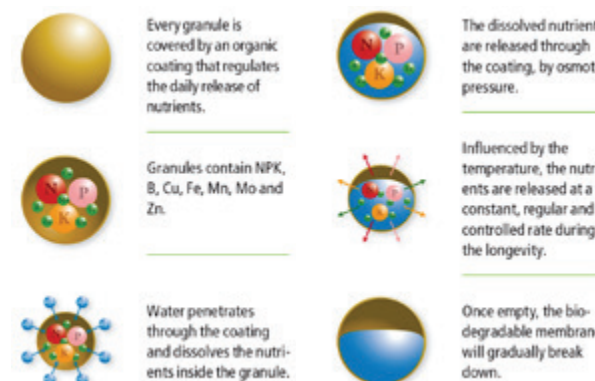 Every granule is
covered by an organic
coating that regulates
the daily release of
nutrients.
N P
K
Granules contain NPK,
B, Cu, Fe, Mn, Mo and
Zn.
N P
K
Water penetrates
through the coating
and dissolves the nutri-
ents inside the granule.
N P
K
The dissolved nutrient
are released through
the coating, by osmot
pressure.
N P
K
Influenced by the
temperature, the nutr
ents are released at a
constant, regular and
controlled rate during
the longevity.
Once empty, the bio-
degradable membran
will gradually break
down.